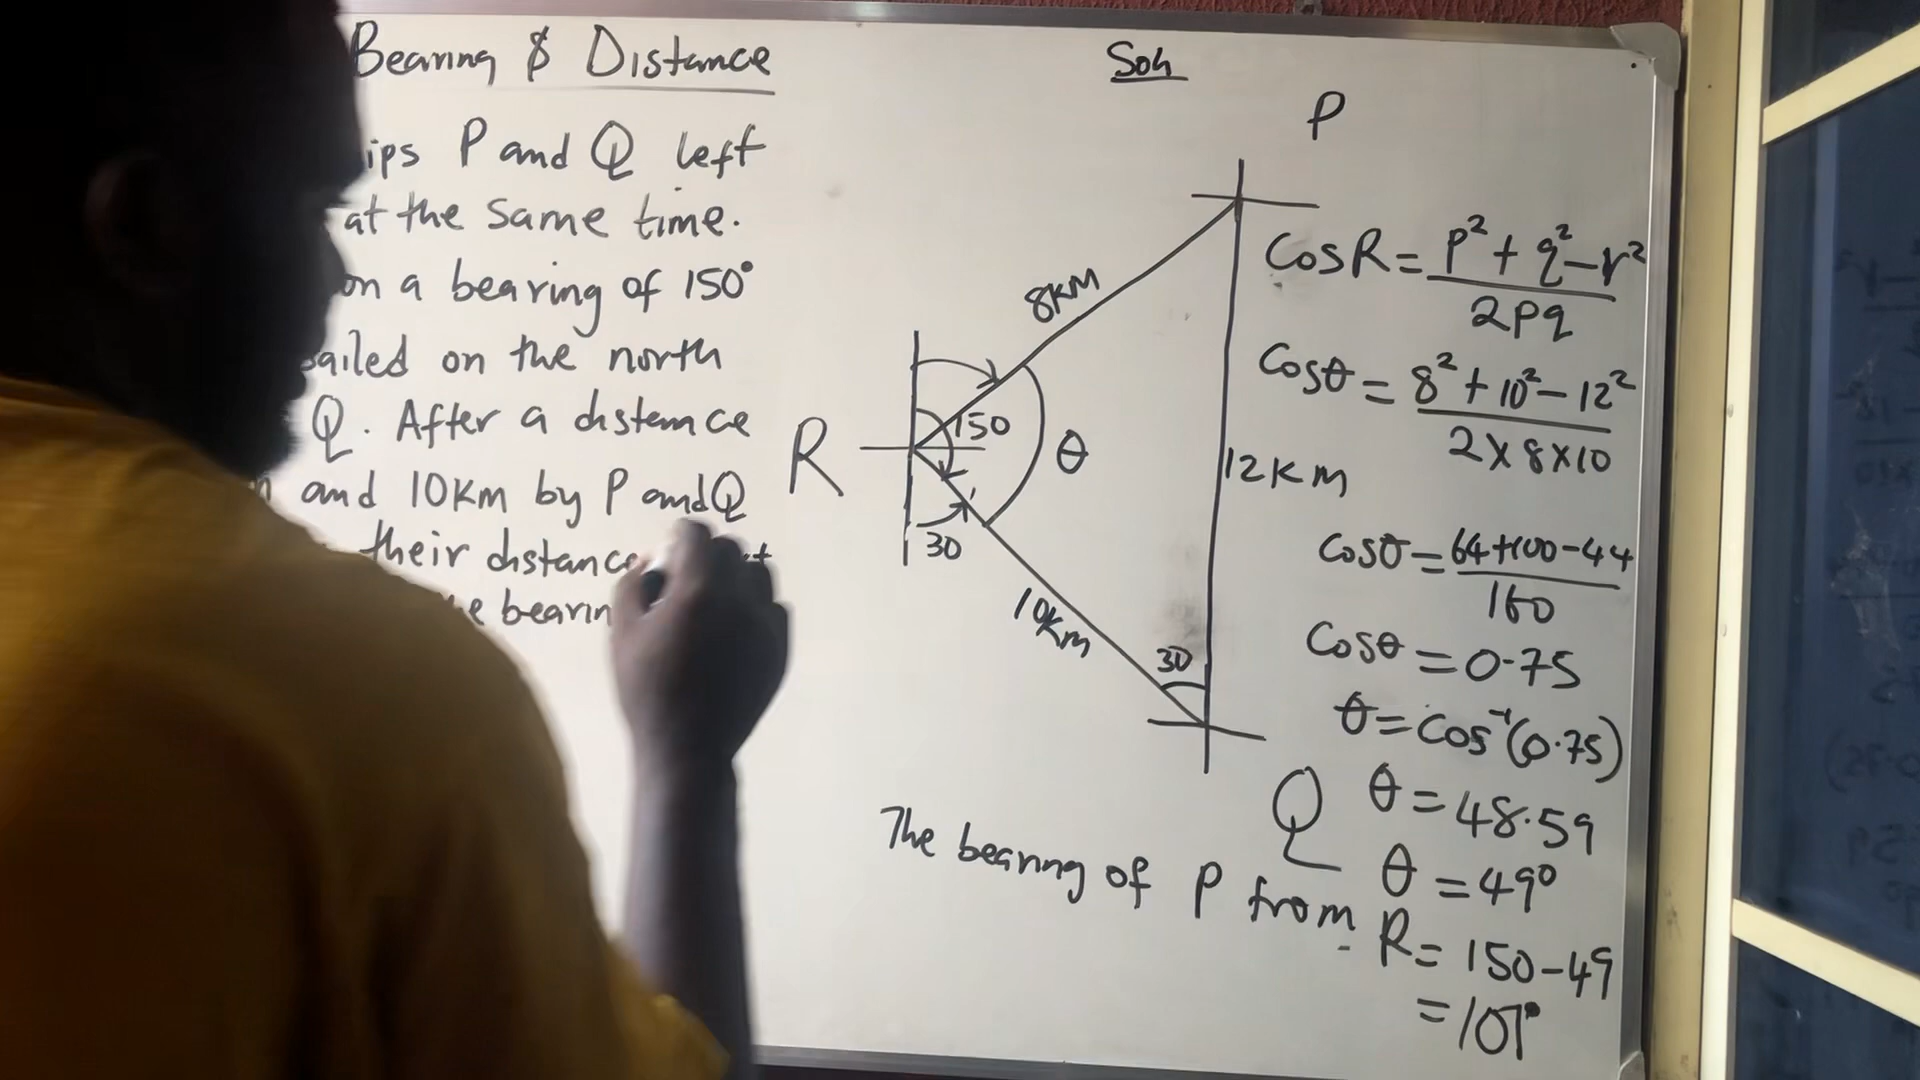 Bearing & Distance
ips P and Q left
at the same time.
on a bearing of 150°
ailed on the north
Q. After a distance
and 10km by P and Q
their distance
e bearin
Soln
P
8KM
R
150
θ
30
10km
12KM
30
Q
CosR = p² + q² - r² / 2pq
Cosθ = 8² + 10² - 12² / 2 x 8 x 10
Cosθ = 64 + 100 - 44 / 160
Cosθ = 0.75
θ = Cos⁻¹(0.75)
θ = 48.59
θ = 49°
The bearing of P from R = 150 - 49
= 101°